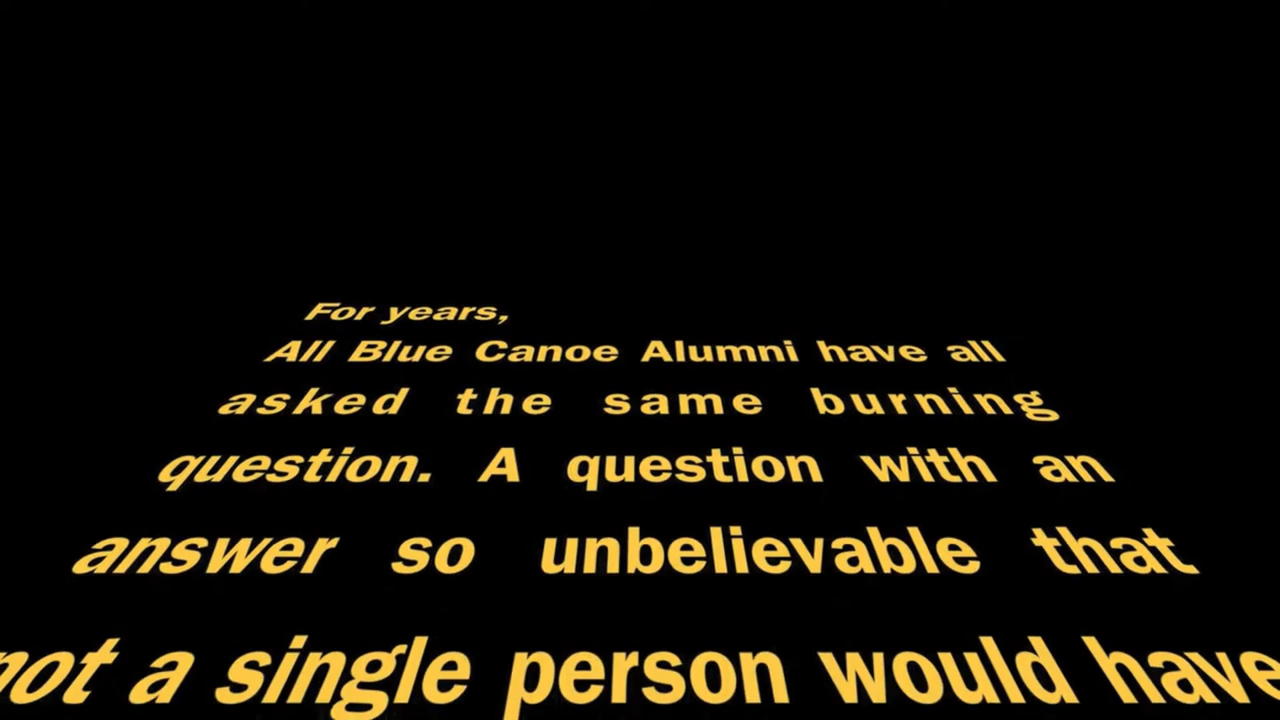 For years,
All Blue Canoe Alumni have all
asked the same burning
question. A question with an
answer so unbelievable that
not a single person would have